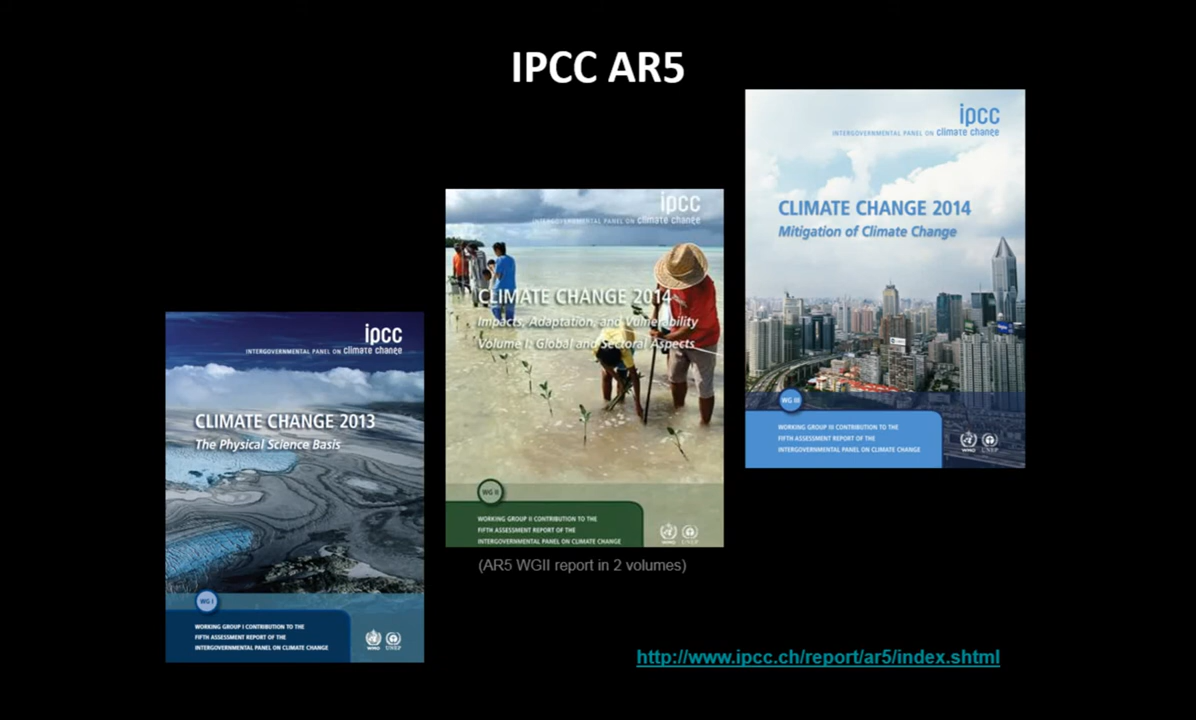 IPCC AR5
ipcc
INTERGOVERNMENTAL PANEL ON climate change
CLIMATE CHANGE 2013
The Physical Science Basis
WG I
WORKING GROUP I CONTRIBUTION TO THE
FIFTH ASSESSMENT REPORT OF THE
INTERGOVERNMENTAL PANEL ON CLIMATE CHANGE
WMO UNEP
ipcc
INTERGOVERNMENTAL PANEL ON climate change
CLIMATE CHANGE 2014
Impacts, Adaptation, and Vulnerability
Volume I: Global and Sectoral Aspects
WG II
WORKING GROUP II CONTRIBUTION TO THE
FIFTH ASSESSMENT REPORT OF THE
INTERGOVERNMENTAL PANEL ON CLIMATE CHANGE
WMO UNEP
(AR5 WGII report in 2 volumes)
ipcc
INTERGOVERNMENTAL PANEL ON climate change
CLIMATE CHANGE 2014
Mitigation of Climate Change
WG III
WORKING GROUP III CONTRIBUTION TO THE
FIFTH ASSESSMENT REPORT OF THE
INTERGOVERNMENTAL PANEL ON CLIMATE CHANGE
WMO UNEP
http://www.ipcc.ch/report/ar5/index.shtml